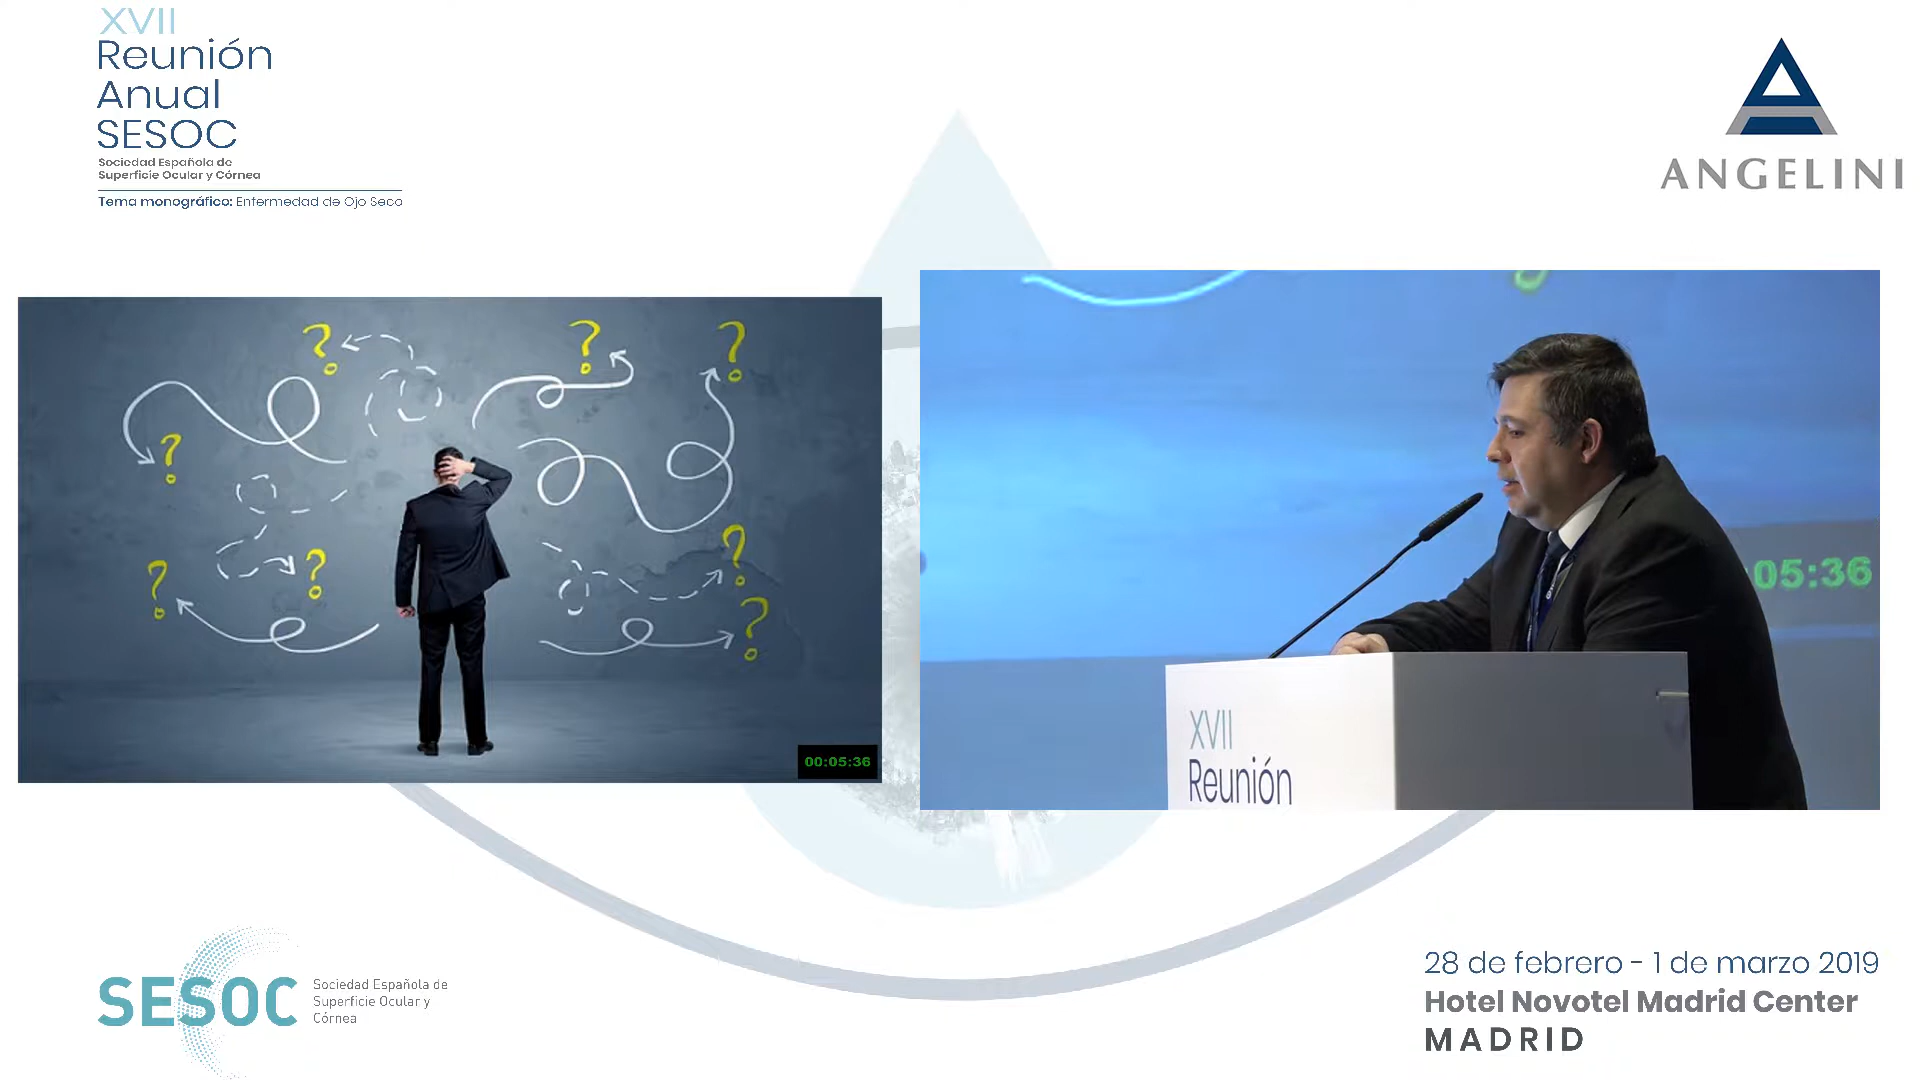 XVII
Reunión
Anual
SESOC
Sociedad Española de
Superficie Ocular y Córnea
Tema monográfico: Enfermedad de Ojo Seco
ANGELINI
? ? ?
?
? ? ?
?
00:05:36
:05:36
XVII
Reunión
SESOC
Sociedad Española de
Superficie Ocular y
Córnea
28 de febrero - 1 de marzo 2019
Hotel Novotel Madrid Center
MADRID